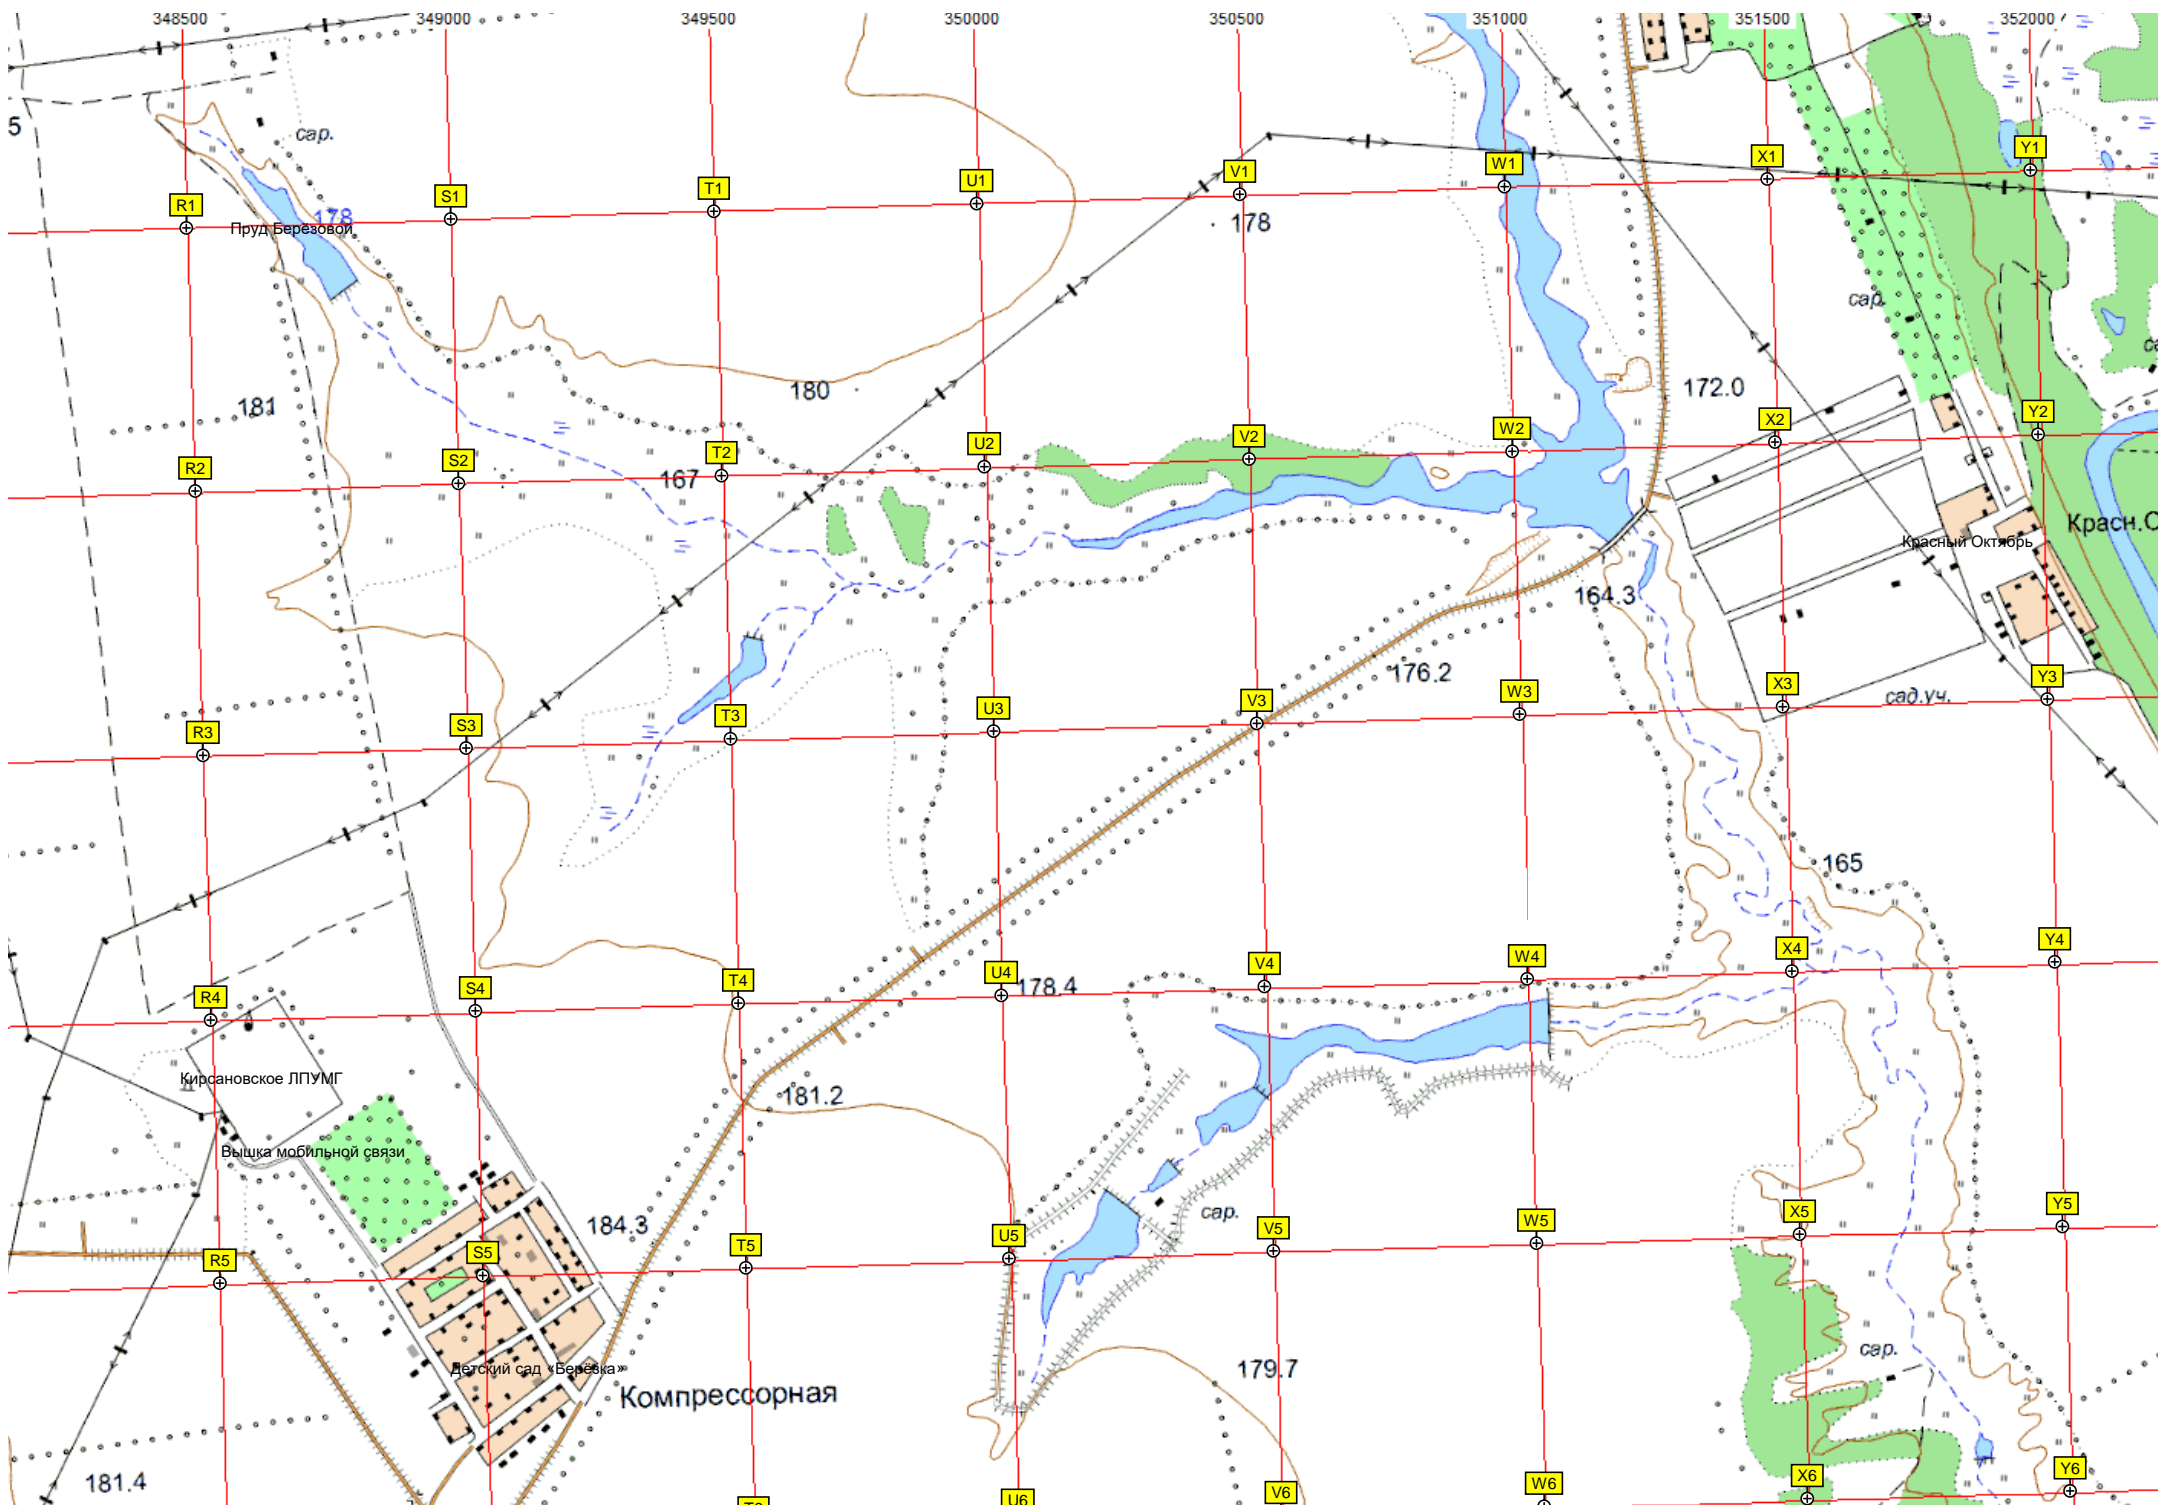 348500 349000 349500 350000 350500 351000 351500 352000
5
сар.
R1 S1 T1 U1 V1 W1 X1 Y1
178
Пруд Берёзовой
178
сар.
180
172.0
181
R2 S2 T2 U2 V2 W2 X2 Y2
167
Красн.О
Красный Октябрь
164.3
176.2
сад.уч.
R3 S3 T3 U3 V3 W3 X3 Y3
165
R4 S4 T4 U4 V4 W4 X4 Y4
178.4
Кирсановское ЛПУМГ
181.2
Вышка мобильной связи
184.3
сар.
R5 S5 T5 U5 V5 W5 X5 Y5
сар.
Детский сад «Берёзка»
179.7
Компрессорная
181.4
U6 V6 W6 X6 Y6